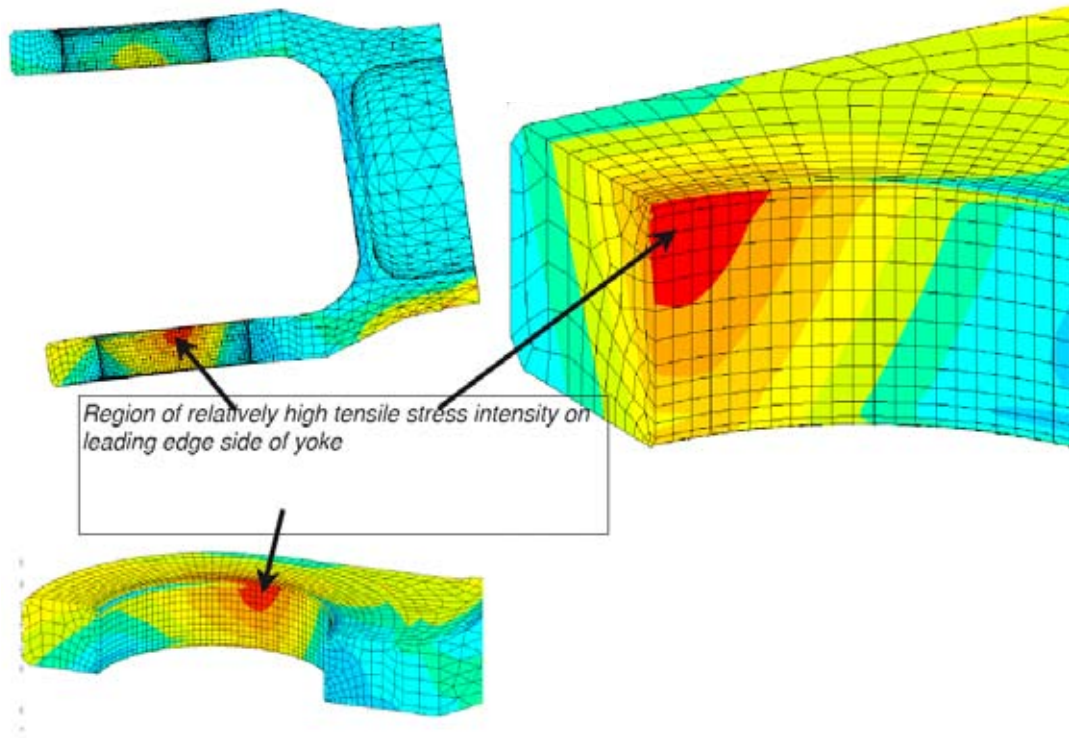 Region of relatively high tensile stress intensity on
leading edge side of yoke